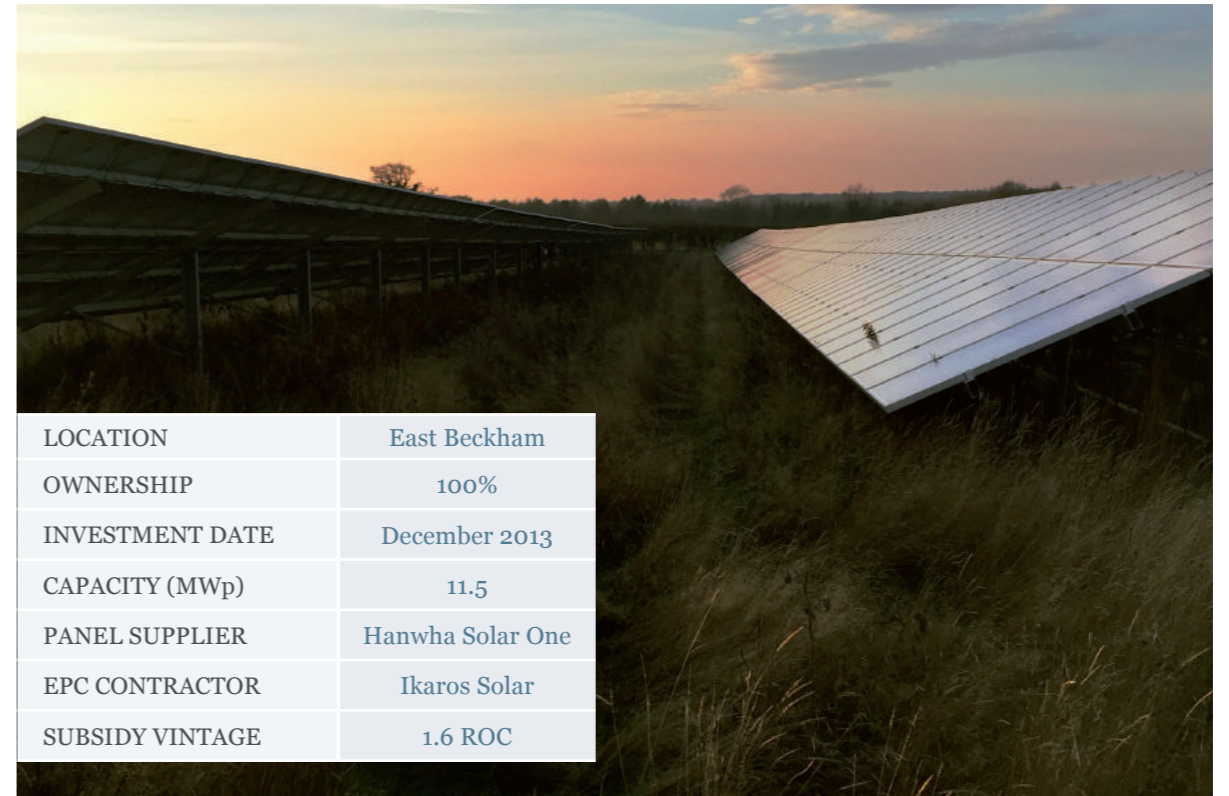 LOCATION East Beckham
OWNERSHIP 100%
INVESTMENT DATE December 2013
CAPACITY (MWp) 11.5
PANEL SUPPLIER Hanwha Solar One
EPC CONTRACTOR Ikaros Solar
SUBSIDY VINTAGE 1.6 ROC